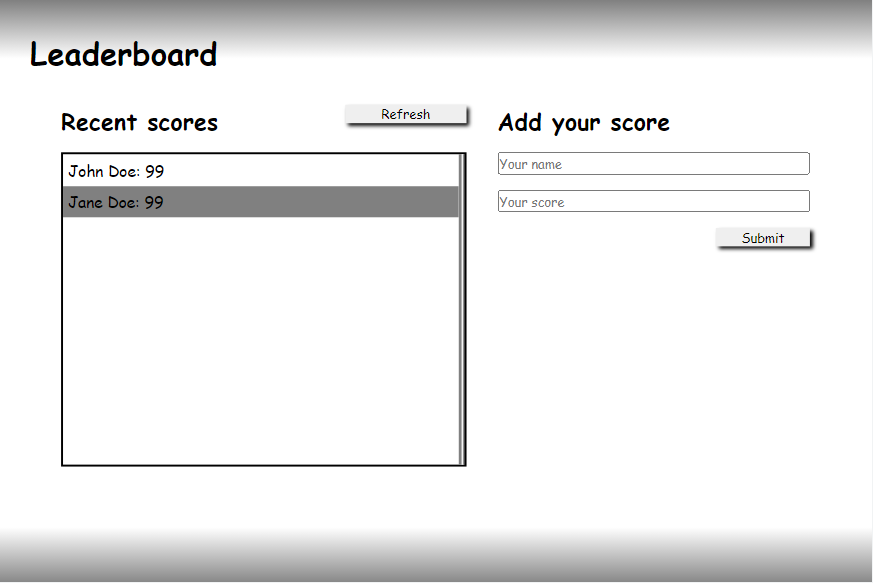 Leaderboard
Recent scores
Refresh
John Doe: 99
Jane Doe: 99
Add your score
Your name
Your score
Submit